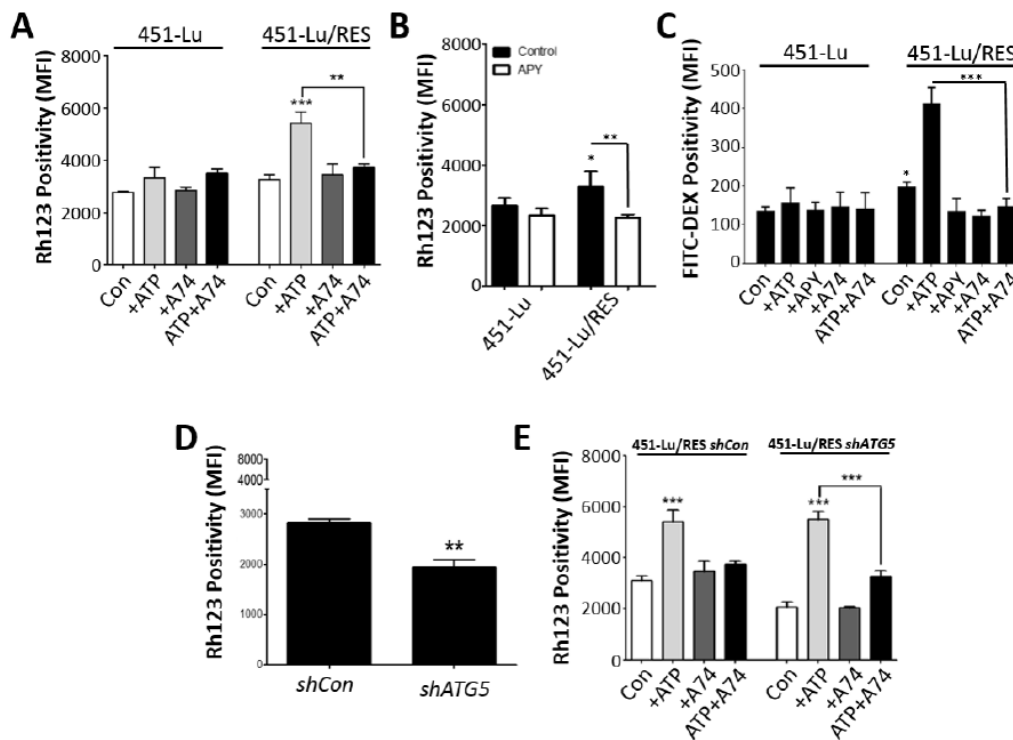 A
451-Lu
451-Lu/RES
Rh123 Positivity (MFI)
8000
6000
4000
2000
0
**
***
Con
+ATP
+A74
ATP+A74
Con
+ATP
+A74
ATP+A74
B
Rh123 Positivity (MFI)
8000
6000
4000
2000
0
Control
APY
**
*
451-Lu
451-Lu/RES
C
451-Lu
451-Lu/RES
FITC-DEX Positivity (MFI)
500
400
300
200
100
0
***
*
Con
+ATP
+APY
+A74
ATP+A74
Con
+ATP
+APY
+A74
ATP+A74
D
Rh123 Positivity (MFI)
8000
6000
4000
3000
2000
1000
0
**
shCon
shATG5
E
451-Lu/RES shCon
451-Lu/RES shATG5
Rh123 Positivity (MFI)
8000
6000
4000
2000
0
***
***
***
Con
+ATP
+A74
ATP+A74
Con
+ATP
+A74
ATP+A74